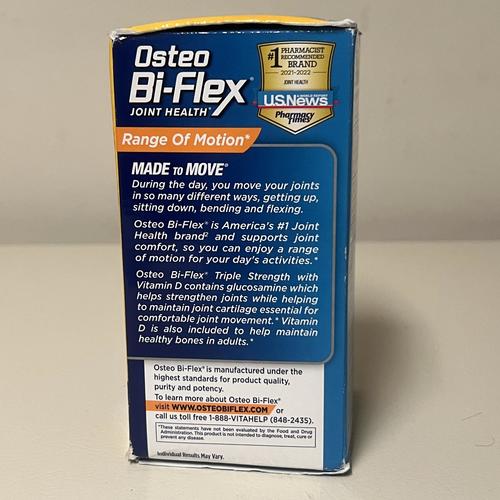 Osteo
Bi-Flex®
JOINT HEALTH*
#1 PHARMACIST
RECOMMENDED
BRAND
2021-2022
JOINT HEALTH
U.S.News
& WORLD REPORT
Pharmacy
Times
Range Of Motion*
MADE TO MOVE®
During the day, you move your joints
in so many different ways, getting up,
sitting down, bending and flexing.
Osteo Bi-Flex® is America's #1 Joint
Health brand² and supports joint
comfort, so you can enjoy a range
of motion for your day's activities.*
Osteo Bi-Flex® Triple Strength with
Vitamin D contains glucosamine which
helps strengthen joints while helping
to maintain joint cartilage essential for
comfortable joint movement.* Vitamin
D is also included to help maintain
healthy bones in adults.*
Osteo Bi-Flex® is manufactured under the
highest standards for product quality,
purity and potency.
To learn more about Osteo Bi-Flex®
visit WWW.OSTEOBIFLEX.COM or
call us toll free 1-888-VITAHELP (848-2435).
*These statements have not been evaluated by the Food and Drug
Administration. This product is not intended to diagnose, treat, cure or
prevent any disease.
Individual Results May Vary.